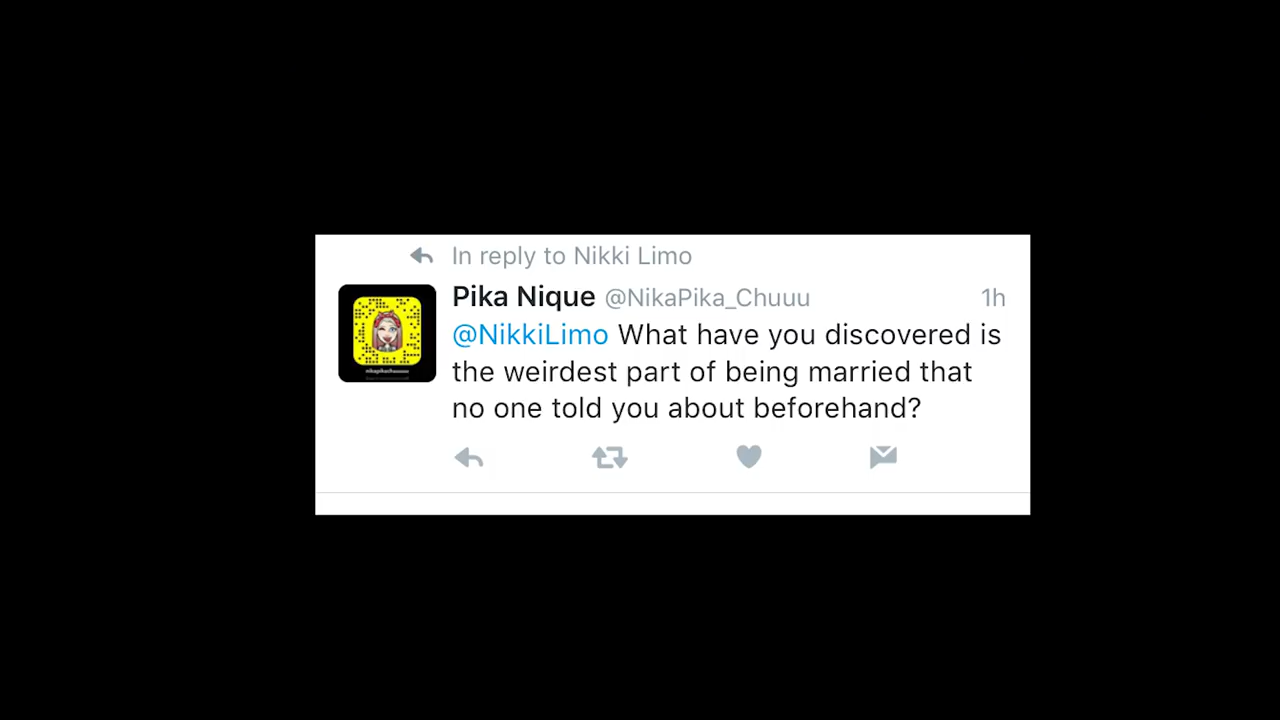 In reply to Nikki Limo
Pika Nique @NikaPika_Chuuu 1h
@NikkiLimo What have you discovered is
the weirdest part of being married that
no one told you about beforehand?